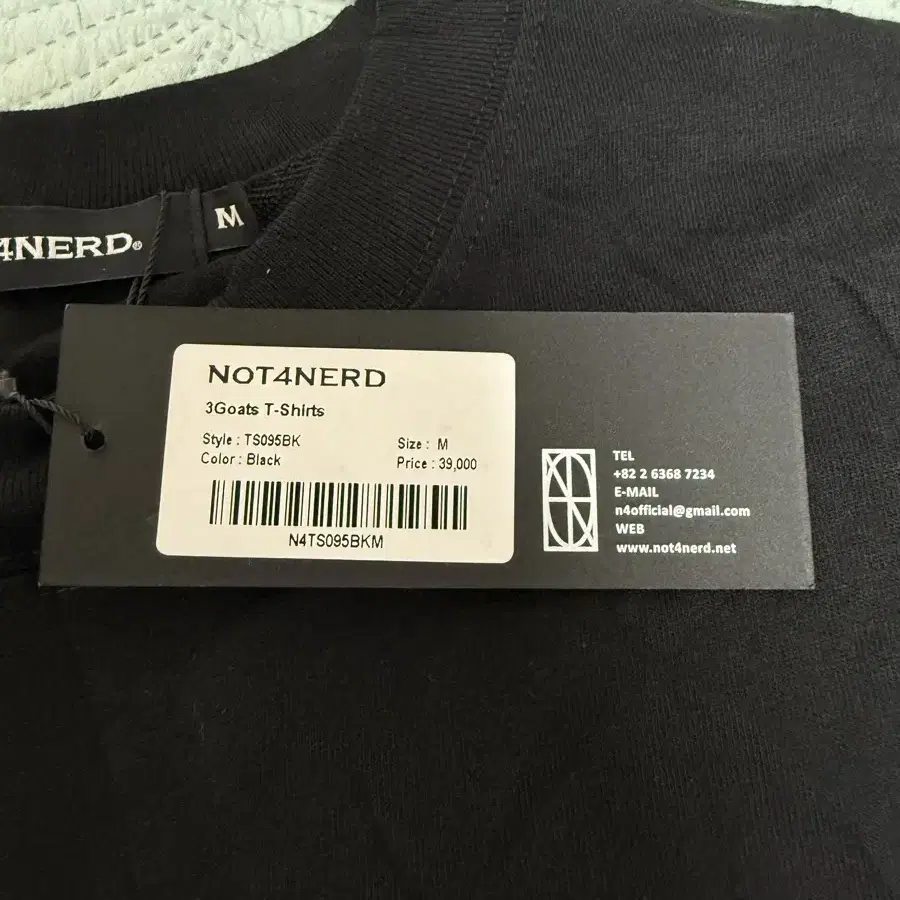 4NERD®
M
NOT4NERD
3Goats T-Shirts
Style : TS095BK
Size : M
Color : Black
Price : 39,000
N4TS095BKM
TEL
+82 2 6368 7234
E-MAIL
n4official@gmail.com
WEB
www.not4nerd.net